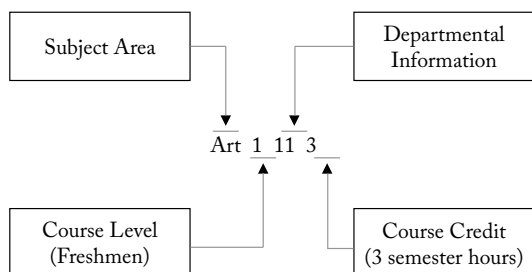 Subject Area
Departmental
Information
Art 1 11 3
Course Level
(Freshmen)
Course Credit
(3 semester hours)